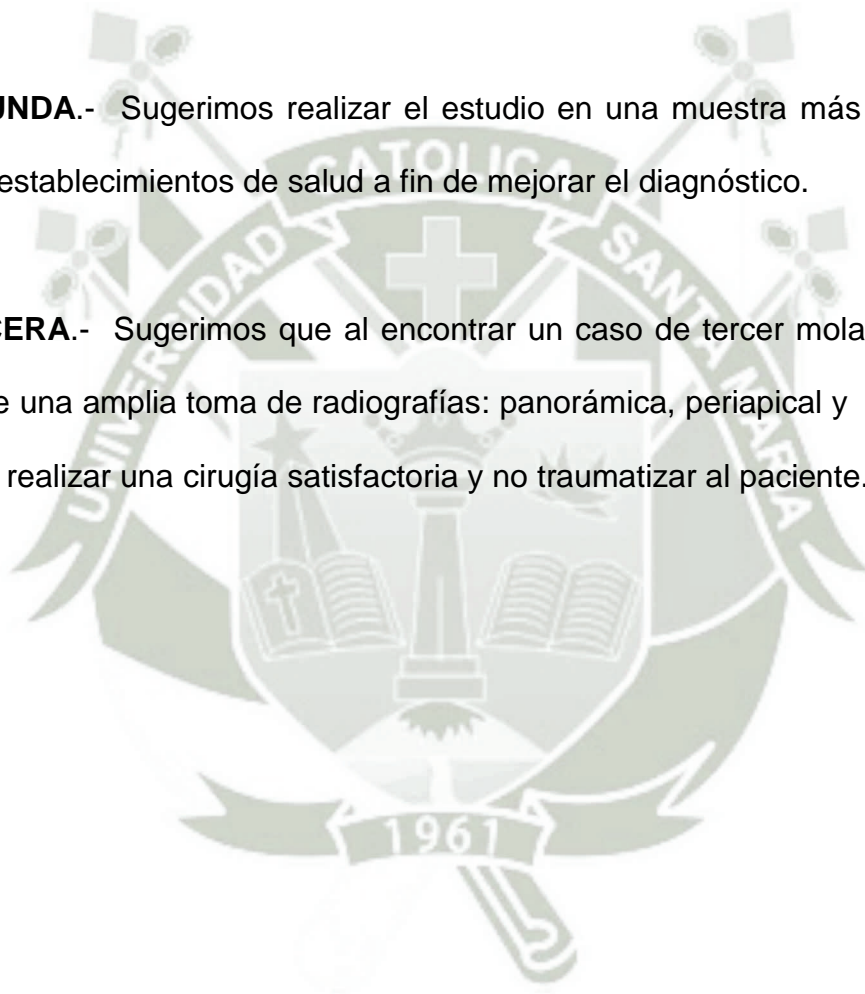 UNDA.- Sugerimos realizar el estudio en una muestra más
establecimientos de salud a fin de mejorar el diagnóstico.
CERA.- Sugerimos que al encontrar un caso de tercer mola
e una amplia toma de radiografías: panorámica, periapical y
realizar una cirugía satisfactoria y no traumatizar al paciente.
UNIVERSIDAD CATOLICA SANTA MARIA
1961